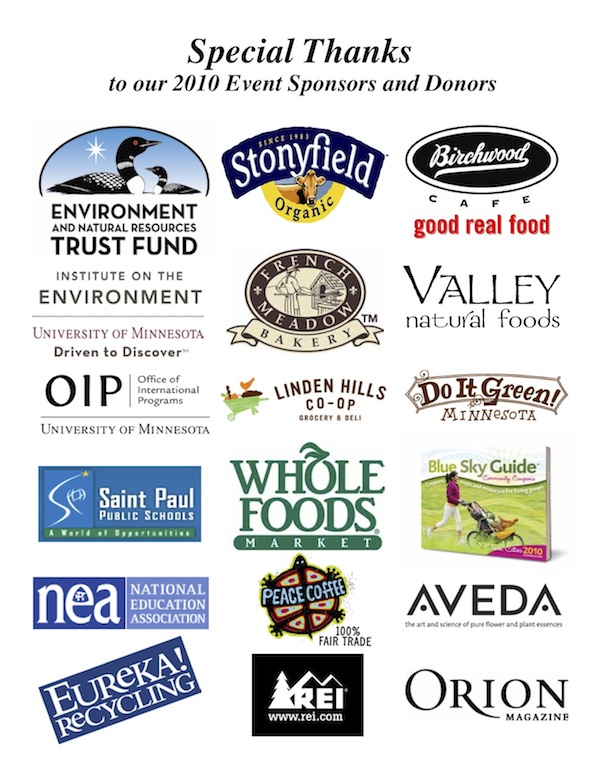 Special Thanks
to our 2010 Event Sponsors and Donors
ENVIRONMENT
AND NATURAL RESOURCES
TRUST FUND
SINCE 1983
Stonyfield
Organic
Birchwood
CAFE
good real food
INSTITUTE ON THE
ENVIRONMENT
UNIVERSITY OF MINNESOTA
Driven to Discover℠
FRENCH
MEADOW
BAKERY
TM
VALLEY
natural foods
OIP
Office of
International
Programs
UNIVERSITY OF MINNESOTA
LINDEN HILLS
CO-OP
GROCERY & DELI
Do It Green!
MINNESOTA
Saint Paul
PUBLIC SCHOOLS
A World of Opportunities
WHOLE
FOODS
MARKET
Blue Sky Guide
Community Coupons
2010
nea
NATIONAL
EDUCATION
ASSOCIATION
PEACE COFFEE
100%
FAIR TRADE
AVEDA
the art and science of pure flower and plant essences
EUREKA!
RECYCLING
REI
www.rei.com
ORION
MAGAZINE